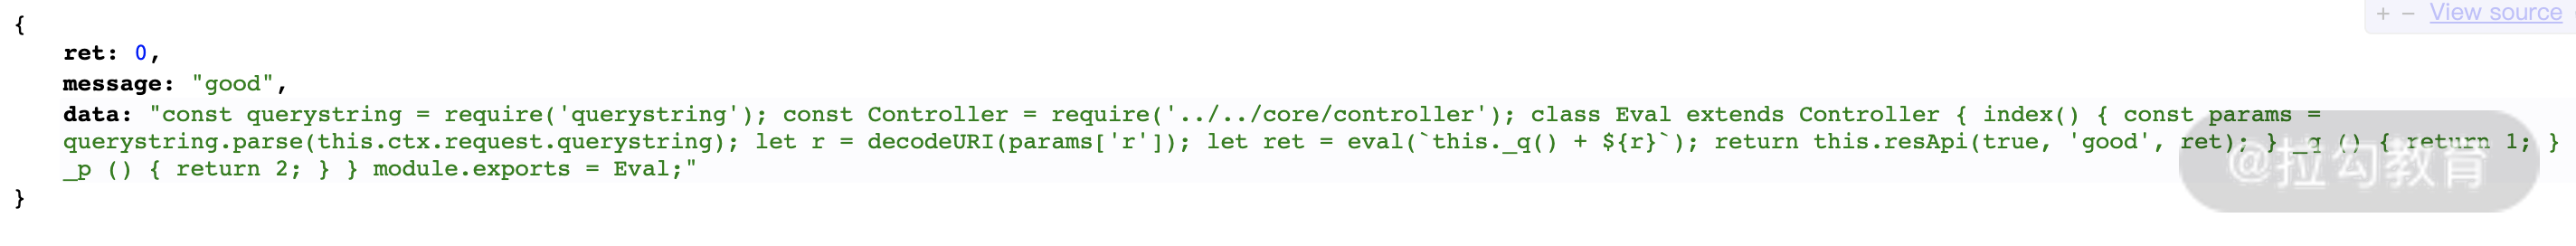 {
+ − View source
ret: 0,
message: "good",
data: "const querystring = require('querystring'); const Controller = require('../../core/controller'); class Eval extends Controller { index() { const params =
querystring.parse(this.ctx.request.querystring); let r = decodeURI(params['r']); let ret = eval(`this._q() + ${r}`); return this.resApi(true, 'good', ret); } _q () { return 1; }
_p () { return 2; } } module.exports = Eval;"
}
@拉勾教育